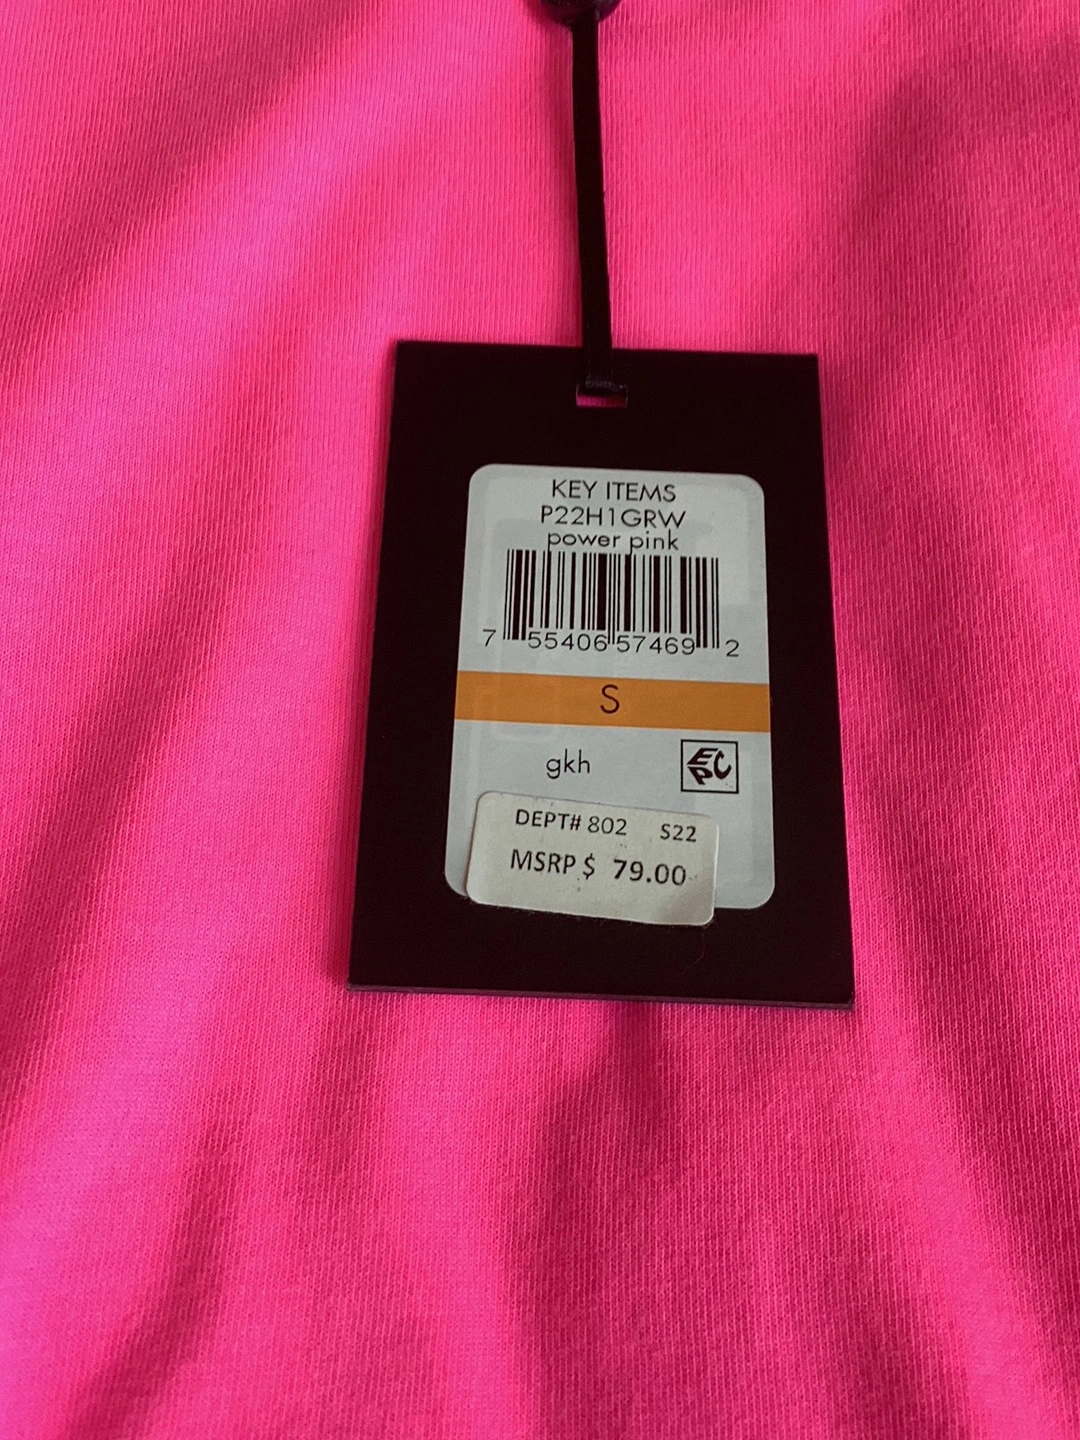 KEY ITEMS
P22H1GRW
power pink
7 55406 57469 2
S
gkh
EPC
DEPT# 802 S22
MSRP $ 79.00